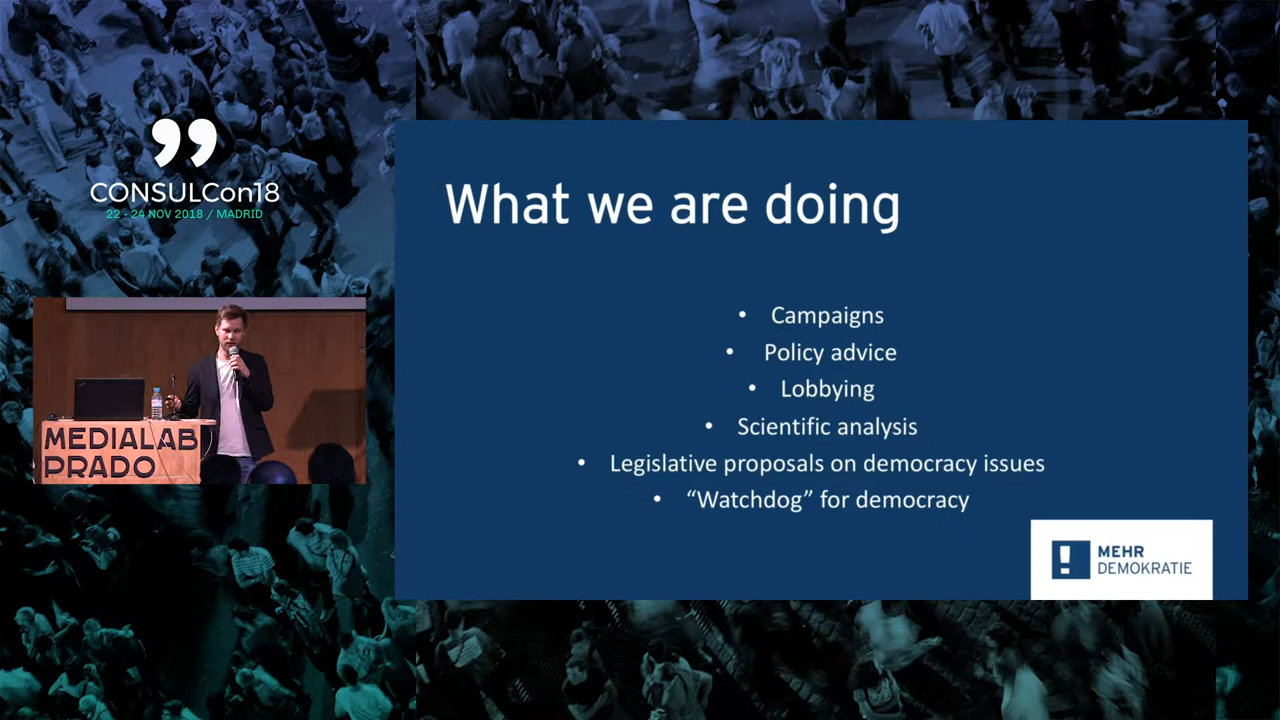 CONSULCon18
22 - 24 NOV 2018 / MADRID
What we are doing
• Campaigns
• Policy advice
• Lobbying
• Scientific analysis
• Legislative proposals on democracy issues
• “Watchdog” for democracy
MEHR
DEMOKRATIE
MEDIALAB
PRADO